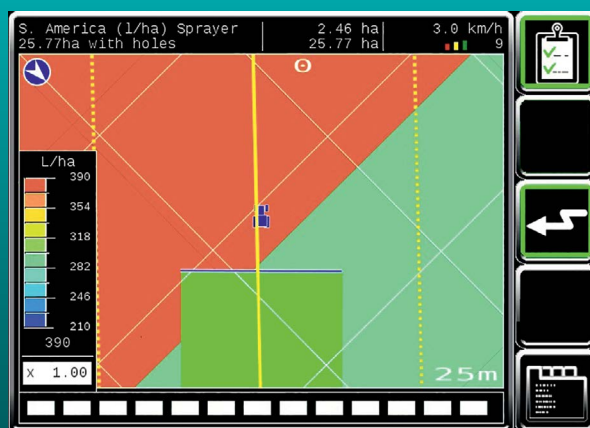 S. America (l/ha) Sprayer 2.46 ha 3.0 km/h
25.77ha with holes 25.77 ha 9
L/ha
390
354
318
282
246
210
390
x 1.00
25m